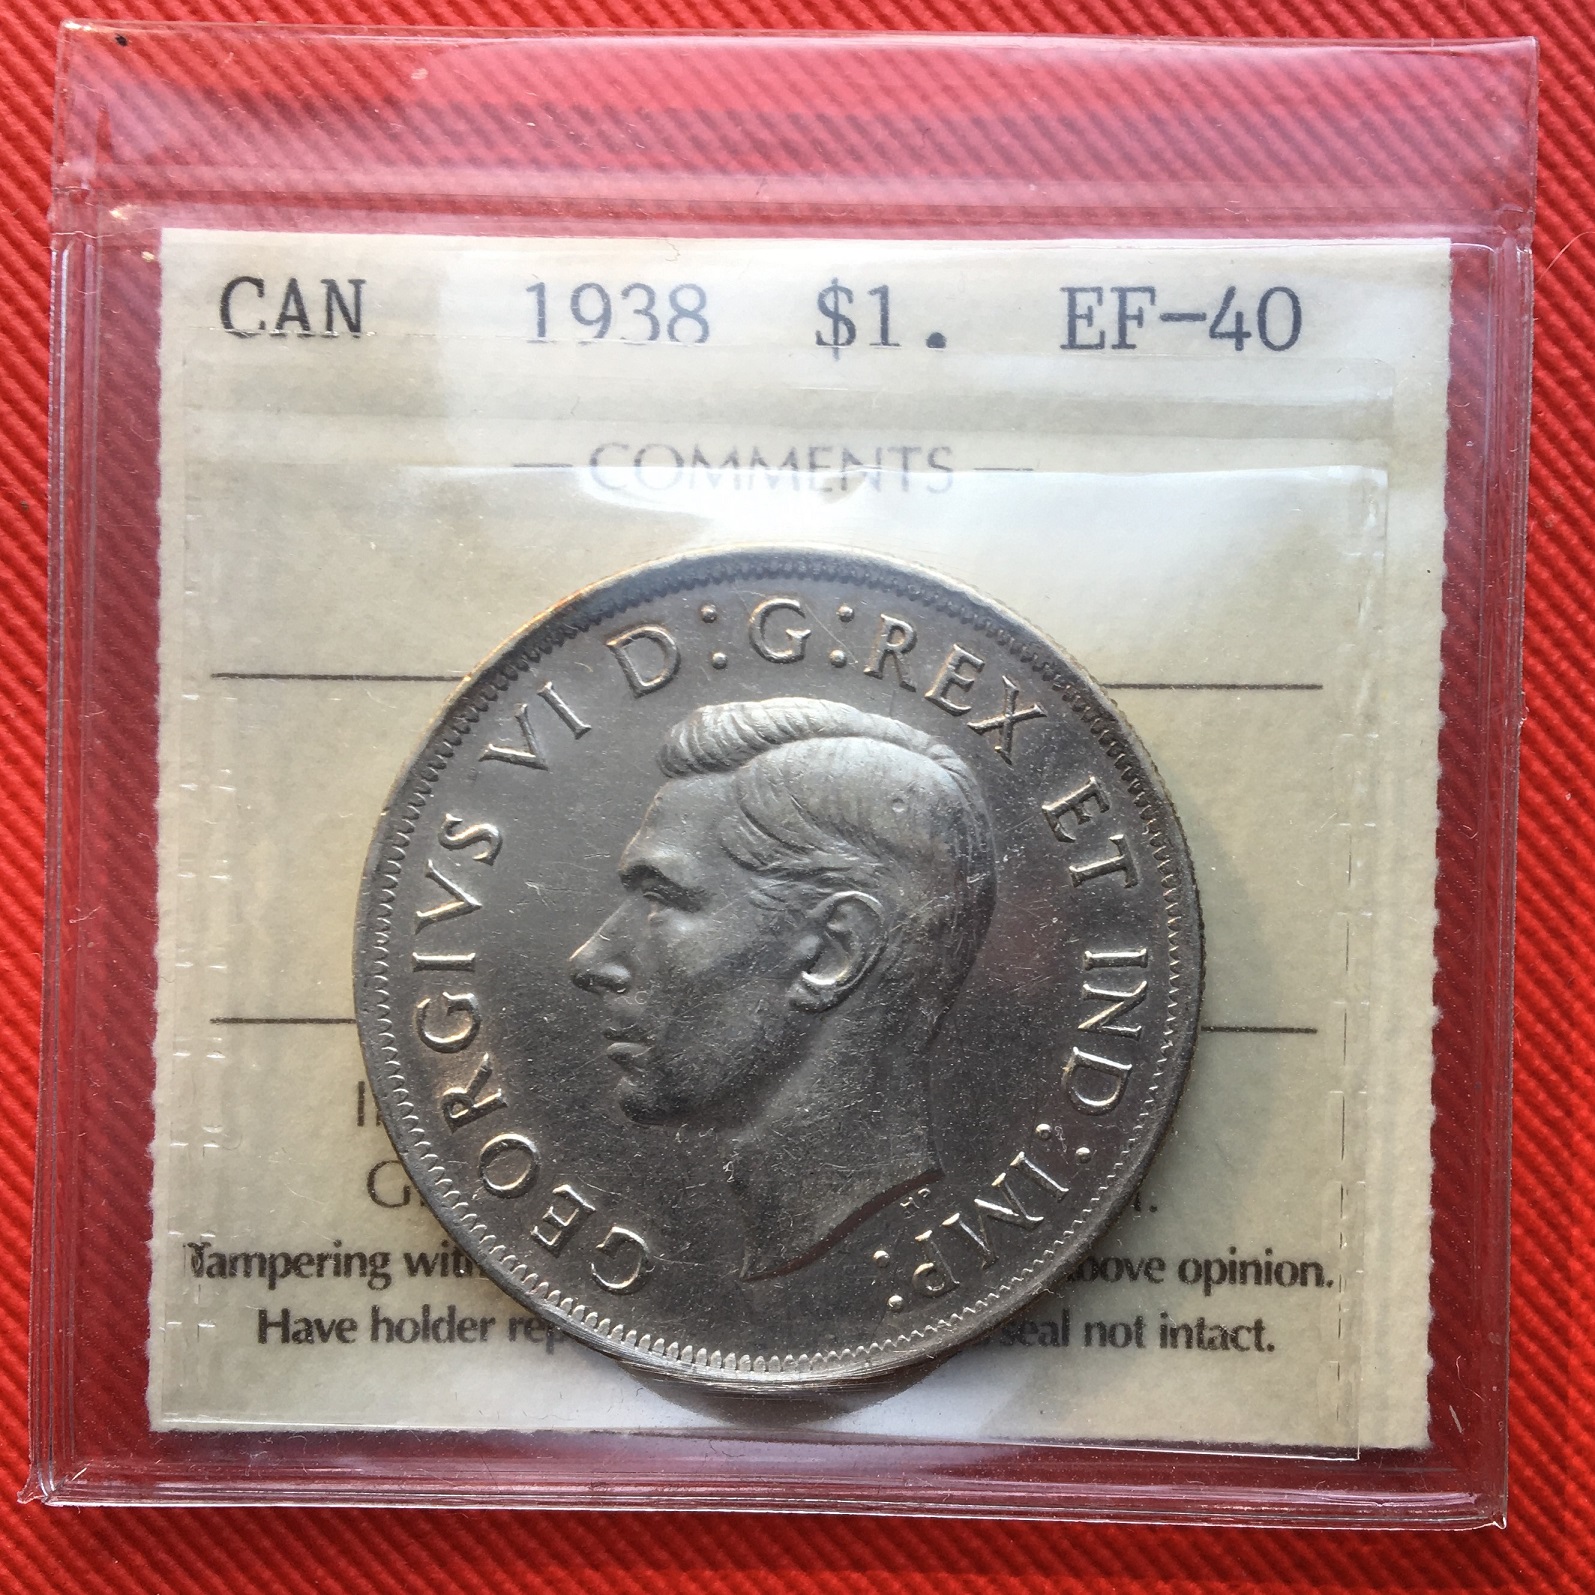 CAN 1938 $1. EF-40
— COMMENTS —
GEORGIVS VI D:G:REX ET IND:IMP:
HP
Tampering with above opinion.
Have holder seal not intact.